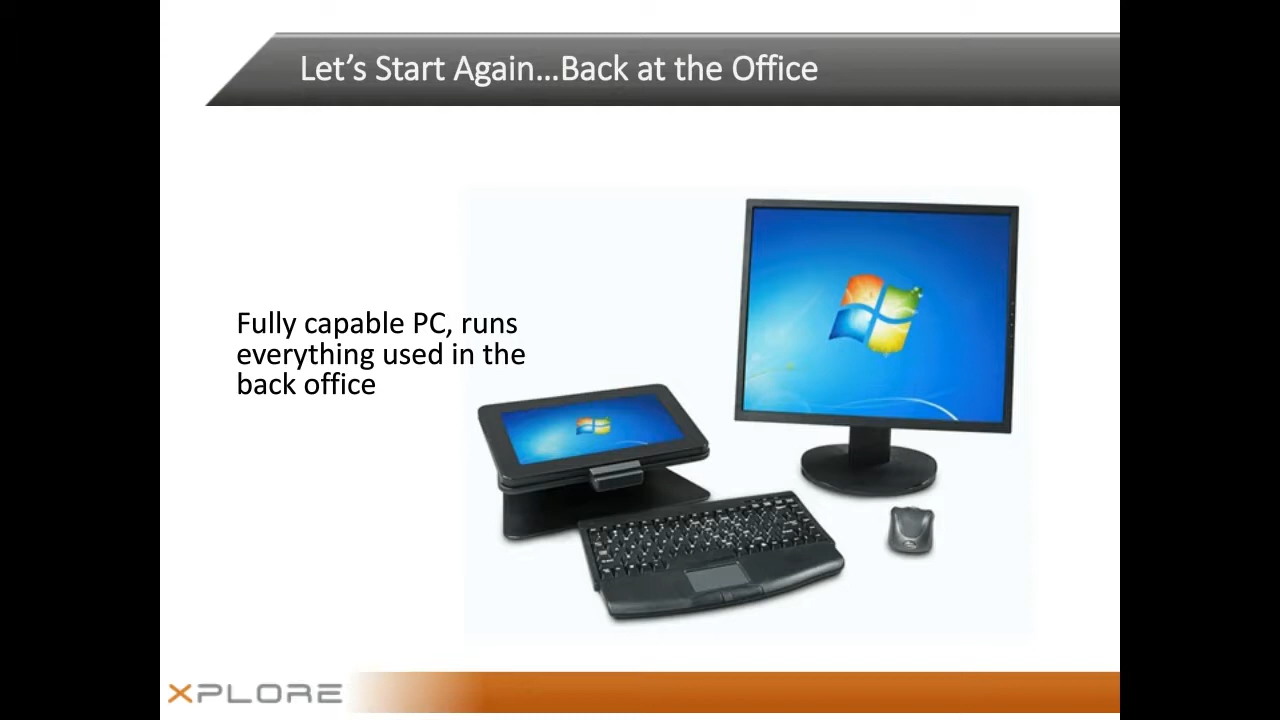 Let’s Start Again…Back at the Office
Fully capable PC, runs
everything used in the
back office
XPLORE